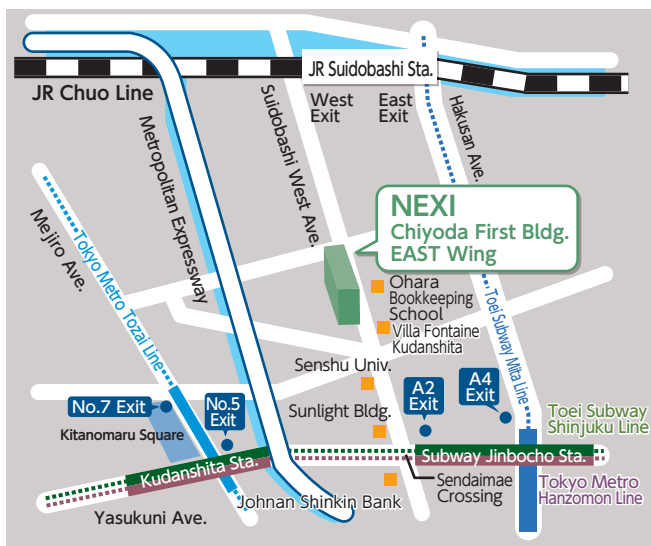 JR Suidobashi Sta.
JR Chuo Line
West
Exit
East
Exit
Suidobashi West Ave.
Hakusan Ave.
Metropolitan Expressway
Mejiro Ave.
Tokyo Metro Tozai Line
NEXI
Chiyoda First Bldg.
EAST Wing
Ohara
Bookkeeping
School
Villa Fontaine
Kudanshita
Toei Subway Mita Line
Senshu Univ.
Sunlight Bldg.
A2
Exit
A4
Exit
No.7 Exit
No.5
Exit
Kitanomaru Square
Toei Subway
Shinjuku Line
Kudanshita Sta.
Subway Jinbocho Sta.
Sendaimae
Crossing
Tokyo Metro
Hanzomon Line
Johnan Shinkin Bank
Yasukuni Ave.